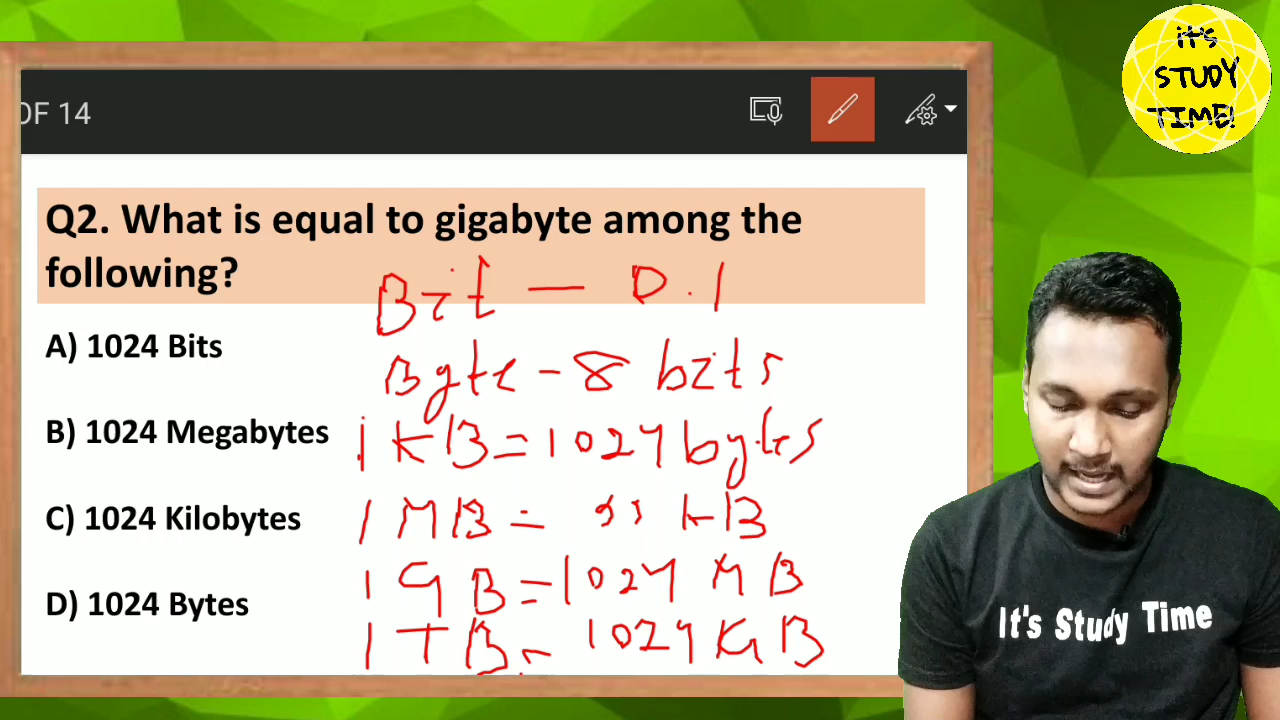 OF 14
It's
STUDY
TIME!
Q2. What is equal to gigabyte among the
following?
Bit — 0.1
A) 1024 Bits
Byte - 8 bits
B) 1024 Megabytes
1 KB = 1024 bytes
C) 1024 Kilobytes
1 MB = ,, KB
1 GB = 1024 MB
D) 1024 Bytes
1 TB = 1024 GB
It's Study Time